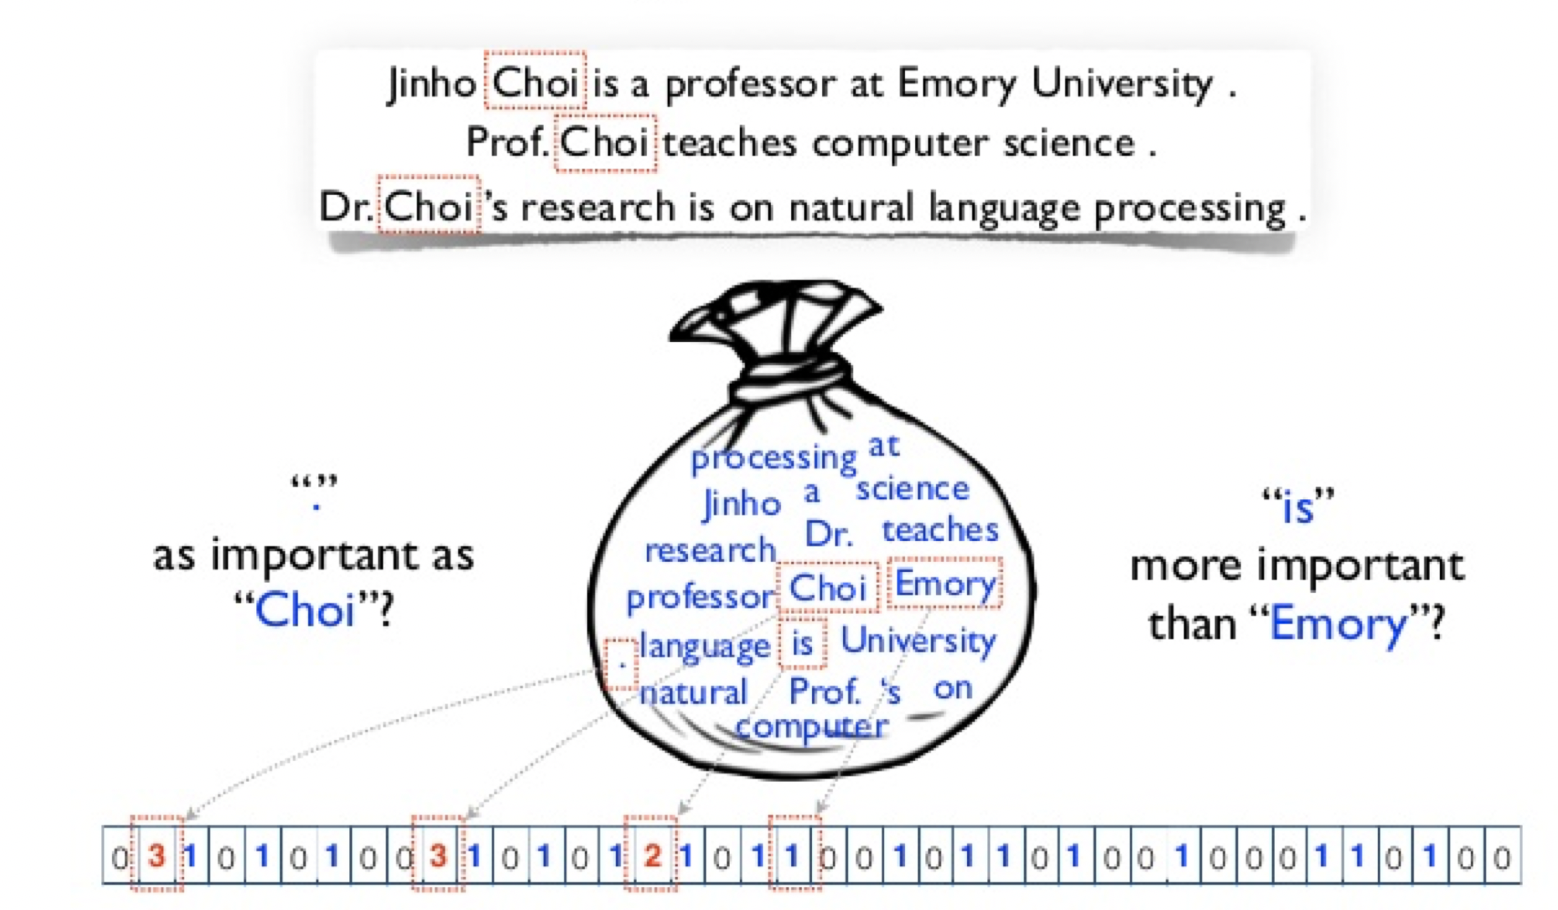 Jinho Choi is a professor at Emory University .
Prof. Choi teaches computer science .
Dr. Choi 's research is on natural language processing .
“.”
as important as
“Choi”?
processing at
Jinho a science
research Dr. teaches
professor Choi Emory
. language is University
natural Prof. 's on
computer
“is”
more important
than “Emory”?
0 3 1 0 1 0 1 0 0 3 1 0 1 0 1 2 1 0 1 1 0 0 1 0 1 1 0 1 0 0 1 0 0 0 1 1 0 1 0 0